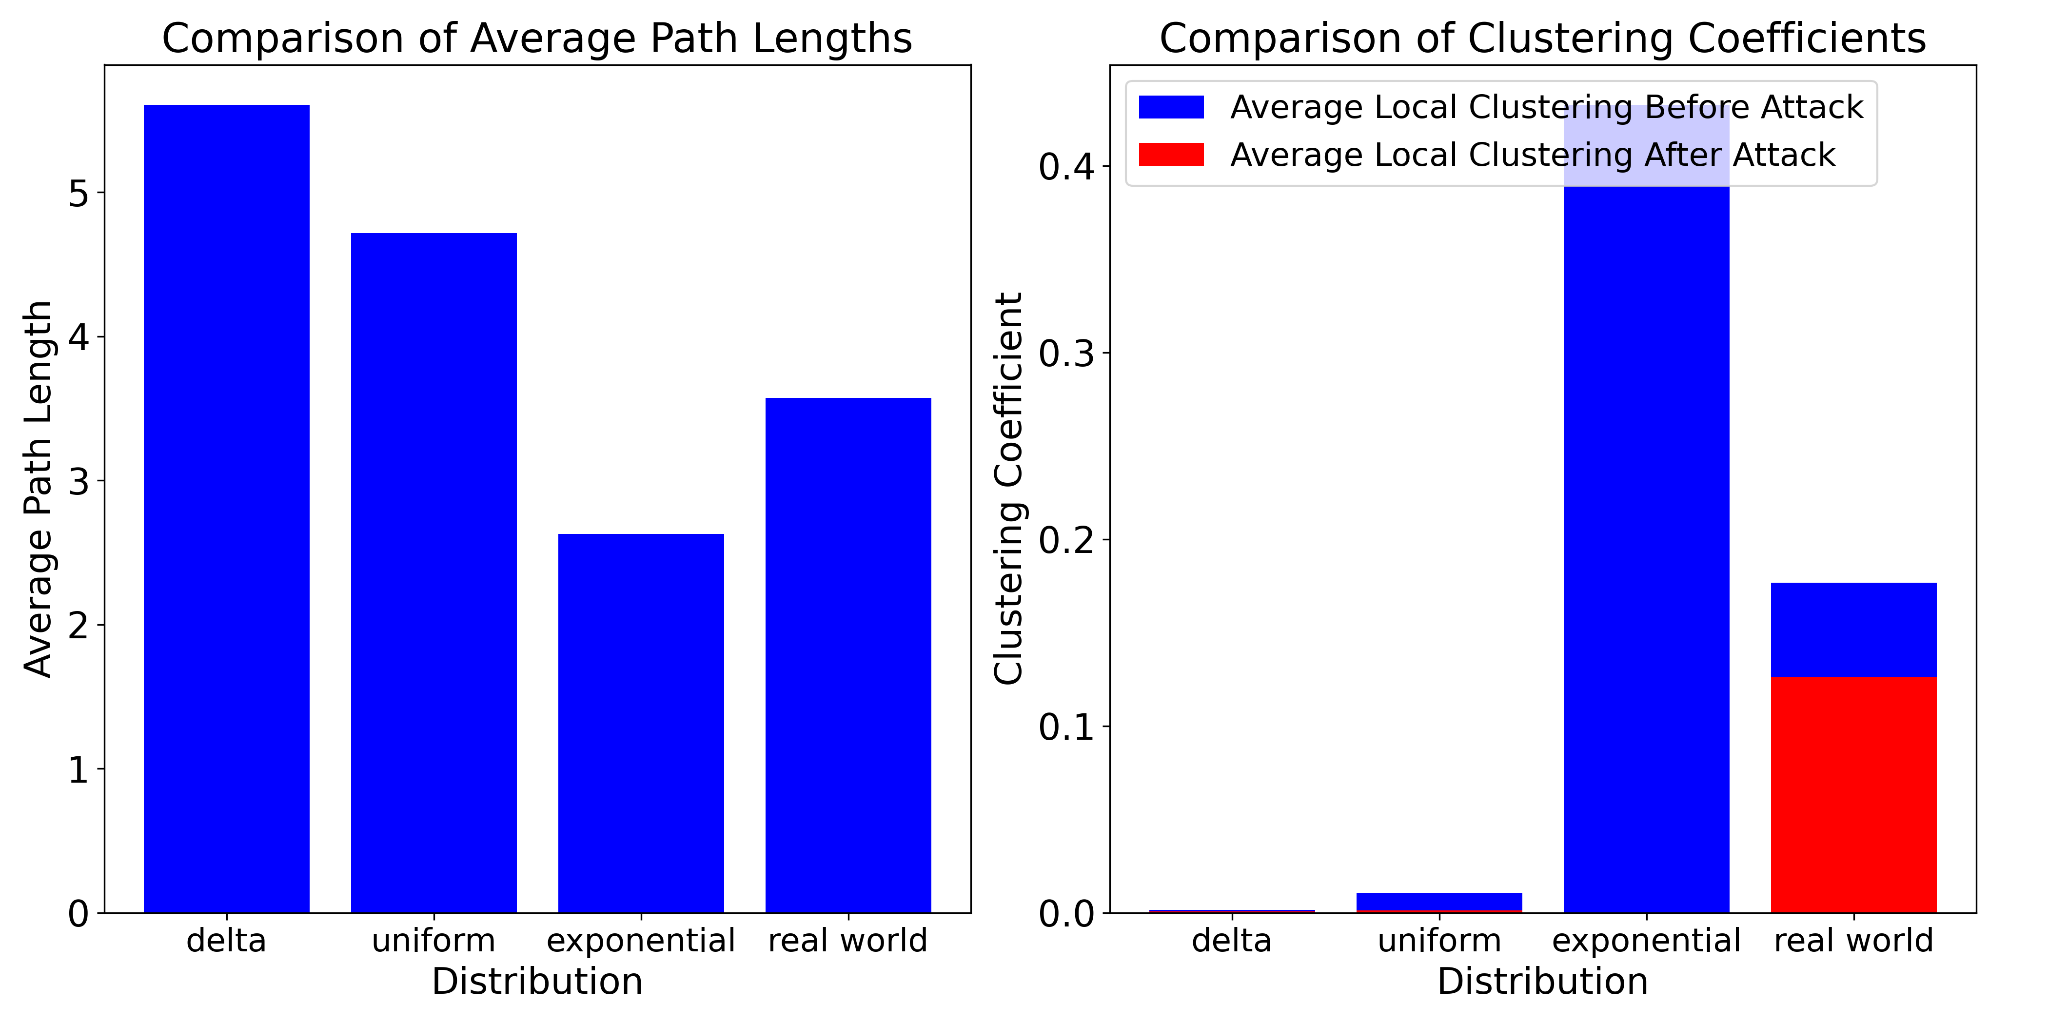 Comparison of Average Path Lengths
Average Path Length
5
4
3
2
1
0
delta uniform exponential real world
Distribution
Comparison of Clustering Coefficients
Average Local Clustering Before Attack
Average Local Clustering After Attack
Clustering Coefficient
0.4
0.3
0.2
0.1
0.0
delta uniform exponential real world
Distribution